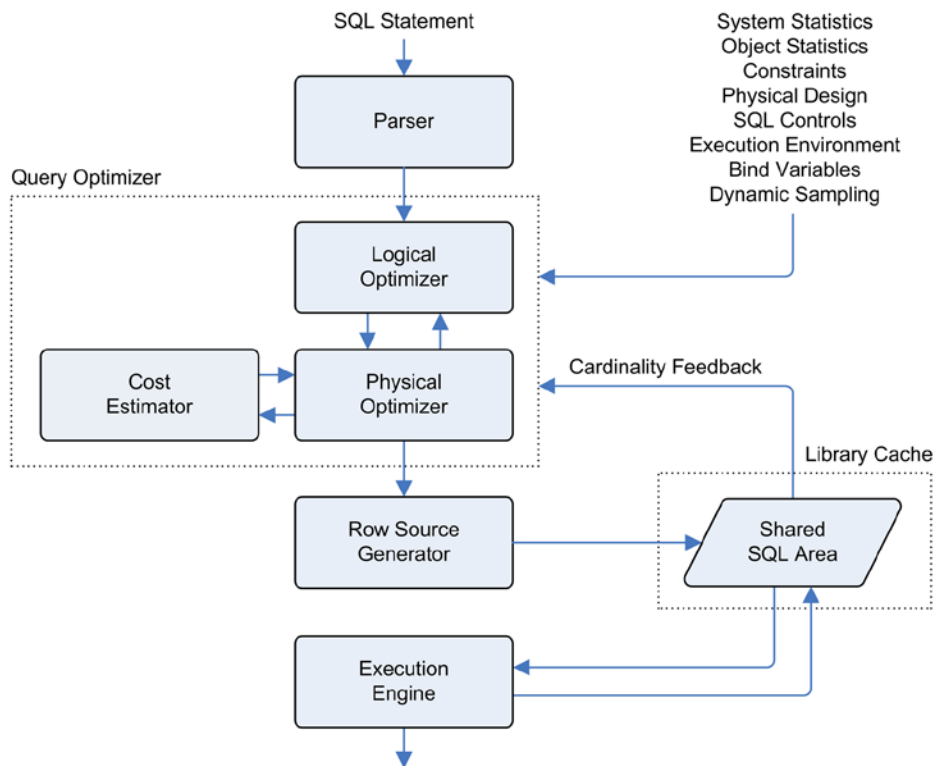 SQL Statement
System Statistics
Object Statistics
Constraints
Physical Design
SQL Controls
Execution Environment
Bind Variables
Dynamic Sampling
Parser
Query Optimizer
Logical
Optimizer
Cost
Estimator
Physical
Optimizer
Cardinality Feedback
Library Cache
Row Source
Generator
Shared
SQL Area
Execution
Engine